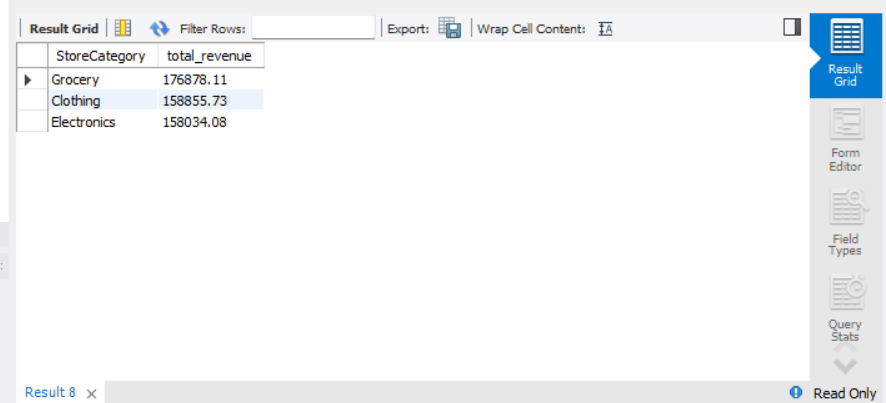 Result Grid Filter Rows: Export: Wrap Cell Content: IA
StoreCategory total_revenue
Grocery 176878.11
Clothing 158855.73
Electronics 158034.08
Result
Grid
Form
Editor
Field
Types
Query
Stats
Result 8 × Read Only